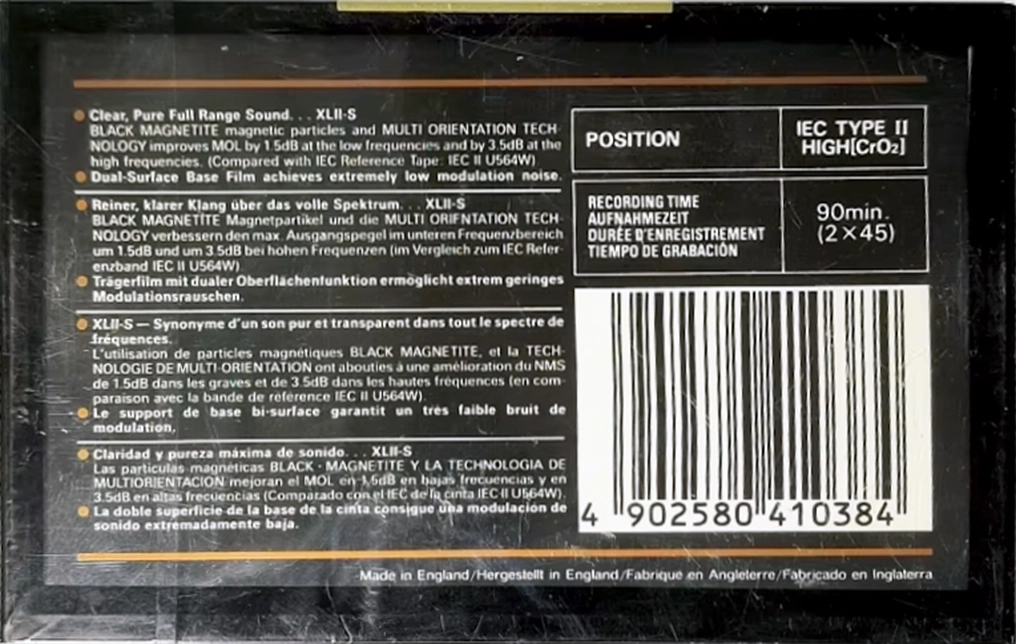 Clear, Pure Full Range Sound. . . XLII-S
BLACK MAGNETITE magnetic particles and MULTI ORIENTATION TECH-
NOLOGY improves MOL by 1.5dB at the low frequencies and by 3.5dB at the
high frequencies. (Compared with IEC Reference Tape: IEC II U564W)
Dual-Surface Base Film achieves extremely low modulation noise.
Reiner, klarer Klang über das volle Spektrum. . . XLII-S
BLACK MAGNETITE Magnetpartikel und die MULTI ORIENTATION TECH-
NOLOGY verbessern den max. Ausgangspegel im unteren Frequenzbereich
um 1.5dB und um 3.5dB bei hohen Frequenzen (im Vergleich zum IEC Refer-
enzband IEC II U564W)
Trägerfilm mit dualer Oberflächenfunktion ermöglicht extrem geringes
Modulationsrauschen.
XLII-S — Synonyme d'un son pur et transparent dans tout le spectre de
fréquences.
L'utilisation de particles magnétiques BLACK MAGNETITE, et la TECH-
NOLOGIE DE MULTI-ORIENTATION ont abouties à une amélioration du NMS
de 1.5dB dans les graves et de 3.5dB dans les hautes fréquences (en com-
paraison avec la bande de référence IEC II U564W).
Le support de base bi-surface garantit un très faible bruit de
modulation.
Claridad y pureza máxima de sonido. . . XLII-S
Las particulas magnéticas BLACK · MAGNETITE Y LA TECHNOLOGIA DE
MULTIORIENTACION mejoran el MOL en 1,5dB en bajas frecuencias y en
3.5dB en altas frecuencias (Comparado con el IEC de la cinta IEC II U564W).
La doble superficie de la base de la cinta consigue una modulación de
sonido extremadamente baja.
POSITION
IEC TYPE II
HIGH[CrO₂]
RECORDING TIME
AUFNAHMEZEIT
DURÉE D'ENREGISTREMENT
TIEMPO DE GRABACIÓN
90min.
(2×45)
4 902580 410384
Made in England/Hergestellt in England/Fabriqué en Angleterre/Fabricado en Inglaterra